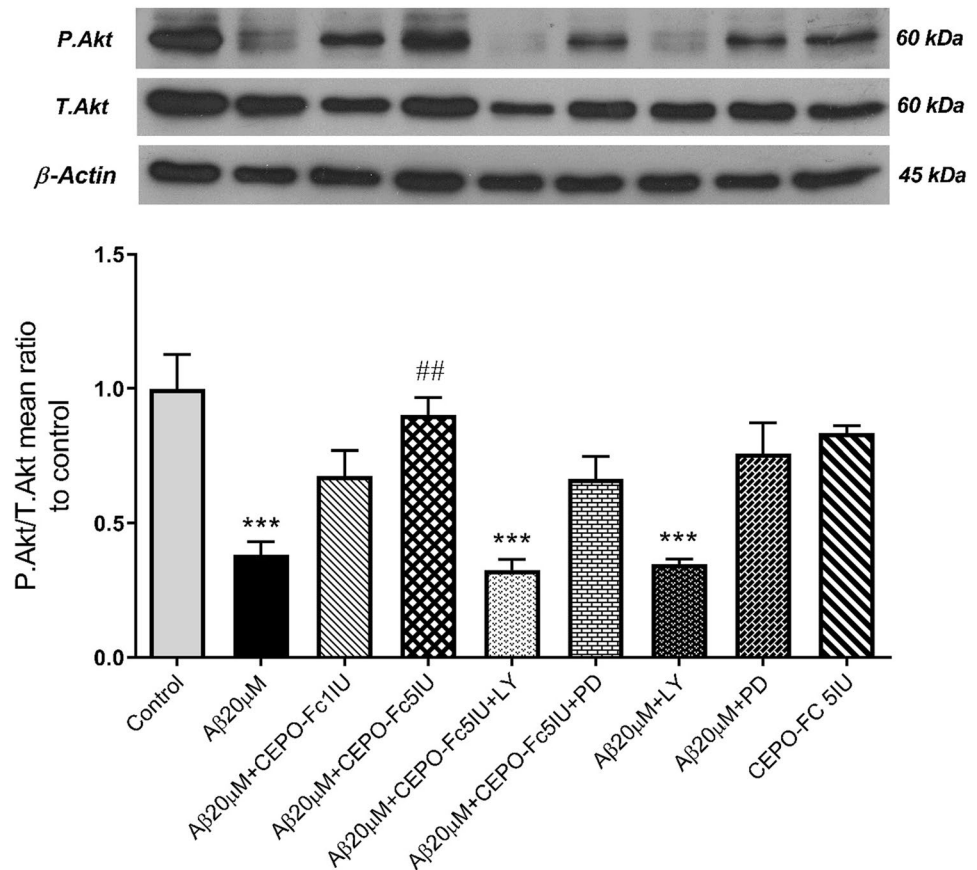 P.Akt 60 kDa
T.Akt 60 kDa
β-Actin 45 kDa
P.Akt/T.Akt mean ratio
to control
1.5
1.0
0.5
0.0
***
##
***
***
Control
Aβ20μM
Aβ20μM+CEPO-Fc1IU
Aβ20μM+CEPO-Fc5IU
Aβ20μM+CEPO-Fc5IU+LY
Aβ20μM+CEPO-Fc5IU+PD
Aβ20μM+LY
Aβ20μM+PD
CEPO-FC 5IU